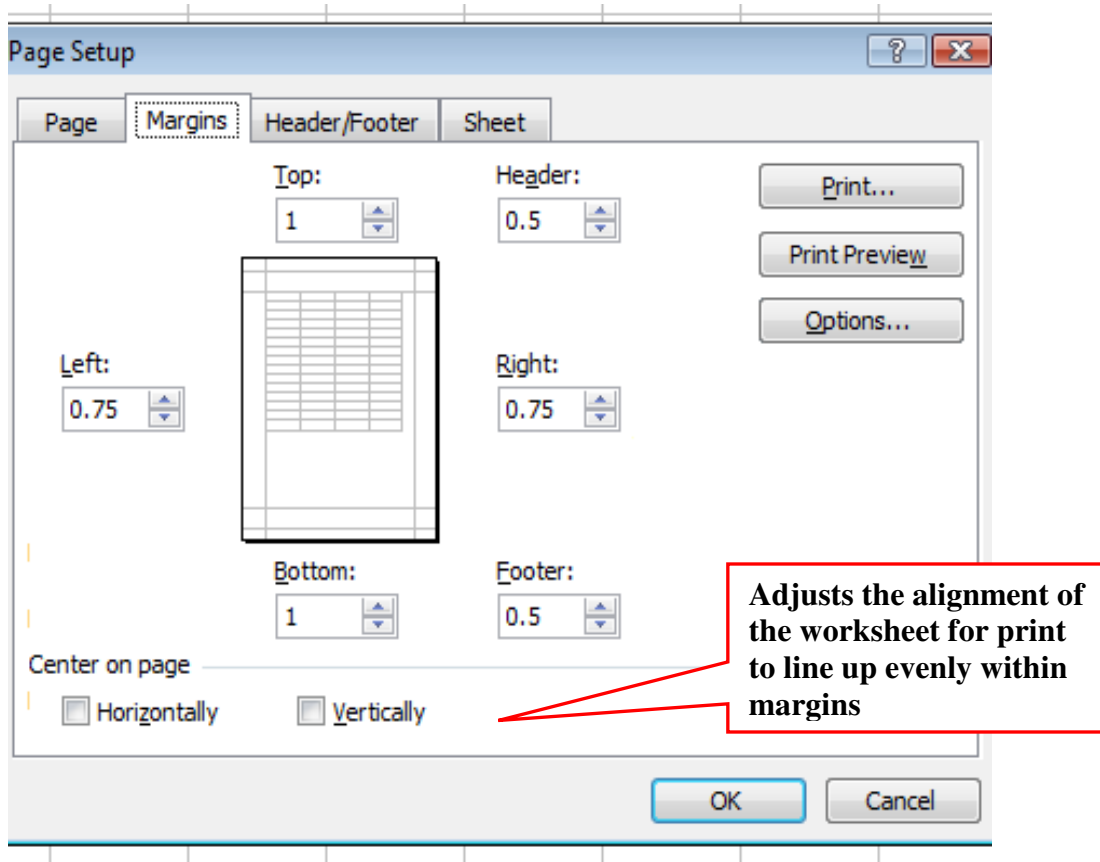 Page Setup
Page Margins Header/Footer Sheet
Top: Header:
1 0.5
Print...
Print Preview
Options...
Left: Right:
0.75 0.75
Bottom: Footer:
1 0.5
Adjusts the alignment of
the worksheet for print
to line up evenly within
margins
Center on page
Horizontally Vertically
OK Cancel